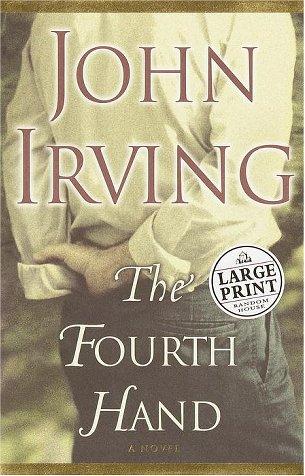 JOHN
IRVING
LARGE
PRINT
RANDOM
HOUSE
The
FOURTH
HAND
A NOVEL